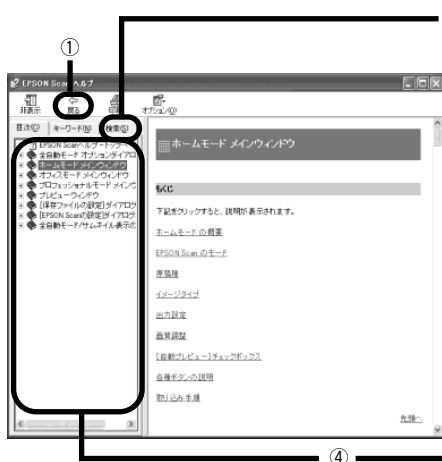 ①
EPSON Scanヘルプ
非表示
戻る
印刷
オプション(O)
目次(C)
キーワード(N)
検索(S)
EPSON Scanヘルプ トップページ
全自動モード オプションダイアロ
ホームモード メインウィンドウ
オフィスモード メインウィンドウ
プロフェッショナルモード メインウ
プレビューウィンドウ
[保存ファイルの設定]ダイアログ
[EPSON Scanの設定]ダイアログ
全自動モード/サムネイル表示の
ホームモード メインウィンドウ
もくじ
下記をクリックすると、説明が表示されます。
ホームモード の概要
EPSON Scan のモード
原稿種
イメージタイプ
出力設定
画質調整
[自動プレビュー]チェックボックス
各種ボタンの説明
取り込み手順
先頭へ
④